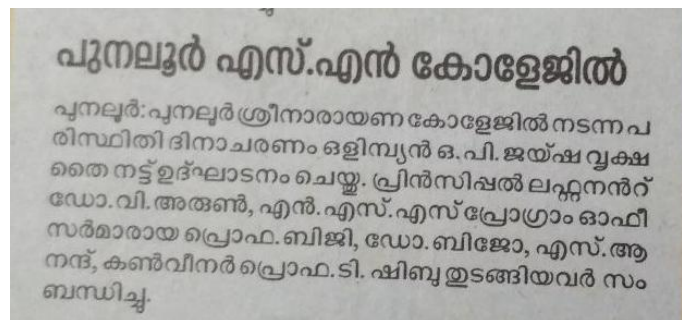 പുനലൂർ എസ്.എൻ കോളേജിൽ
പുനലൂർ: പുനലൂർ ശ്രീനാരായണ കോളേജിൽ നടന്ന പ
രിസ്ഥിതി ദിനാചരണം ഒളിമ്പ്യൻ ഒ.പി. ജയ്ഷ വൃക്ഷ
തൈ നട്ട് ഉദ്ഘാടനം ചെയ്തു. പ്രിൻസിപ്പൽ ലഫ്റ്റനൻറ്
ഡോ.വി. അരുൺ, എൻ.എസ്.എസ് പ്രോഗ്രാം ഓഫീ
സർമാരായ പ്രൊഫ. ബിജി, ഡോ. ബിജോ, എസ്. ആ
നന്ദ്, കൺവീനർ പ്രൊഫ. ടി. ഷിബു തുടങ്ങിയവർ സം
ബന്ധിച്ചു.